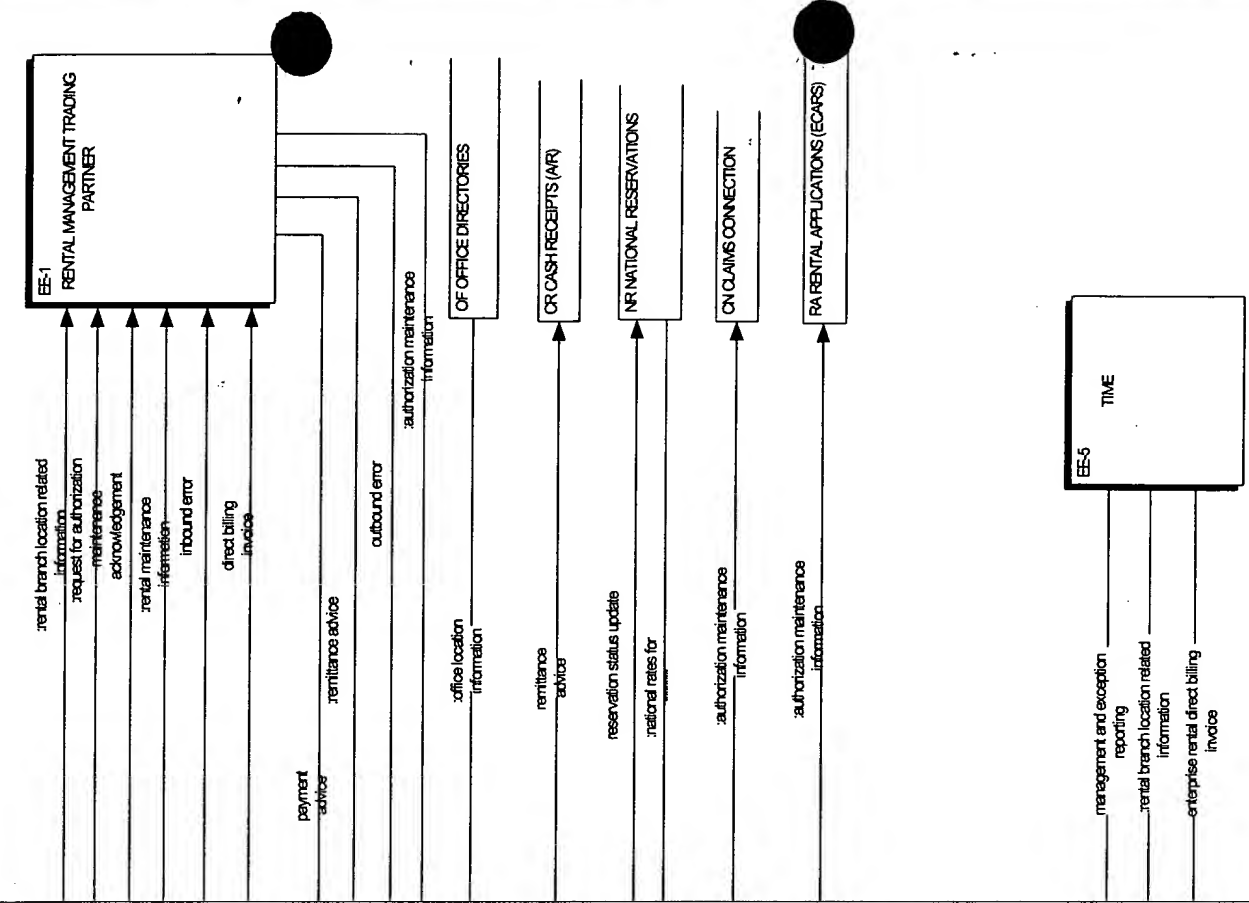 EE-1
RENTAL MANAGEMENT TRADING
PARTNER
:rental branch location related
information
:request for authorization
maintenance
acknowledgement
:rental maintenance
information
inbound error
direct billing
invoice
payment
advice
:remittance advice
outbound error
:authorization maintenance
information
OF OFFICE DIRECTORIES
:office location
information
CR CASH RECEIPTS (A/R)
remittance
advice
NR NATIONAL RESERVATIONS
reservation status update
:national rates for
CN CLAIMS CONNECTION
:authorization maintenance
information
RA RENTAL APPLICATIONS (ECARS)
:authorization maintenance
information
EE-5
TIME
management and exception
reporting
:rental branch location related
information
enterprise rental direct billing
invoice